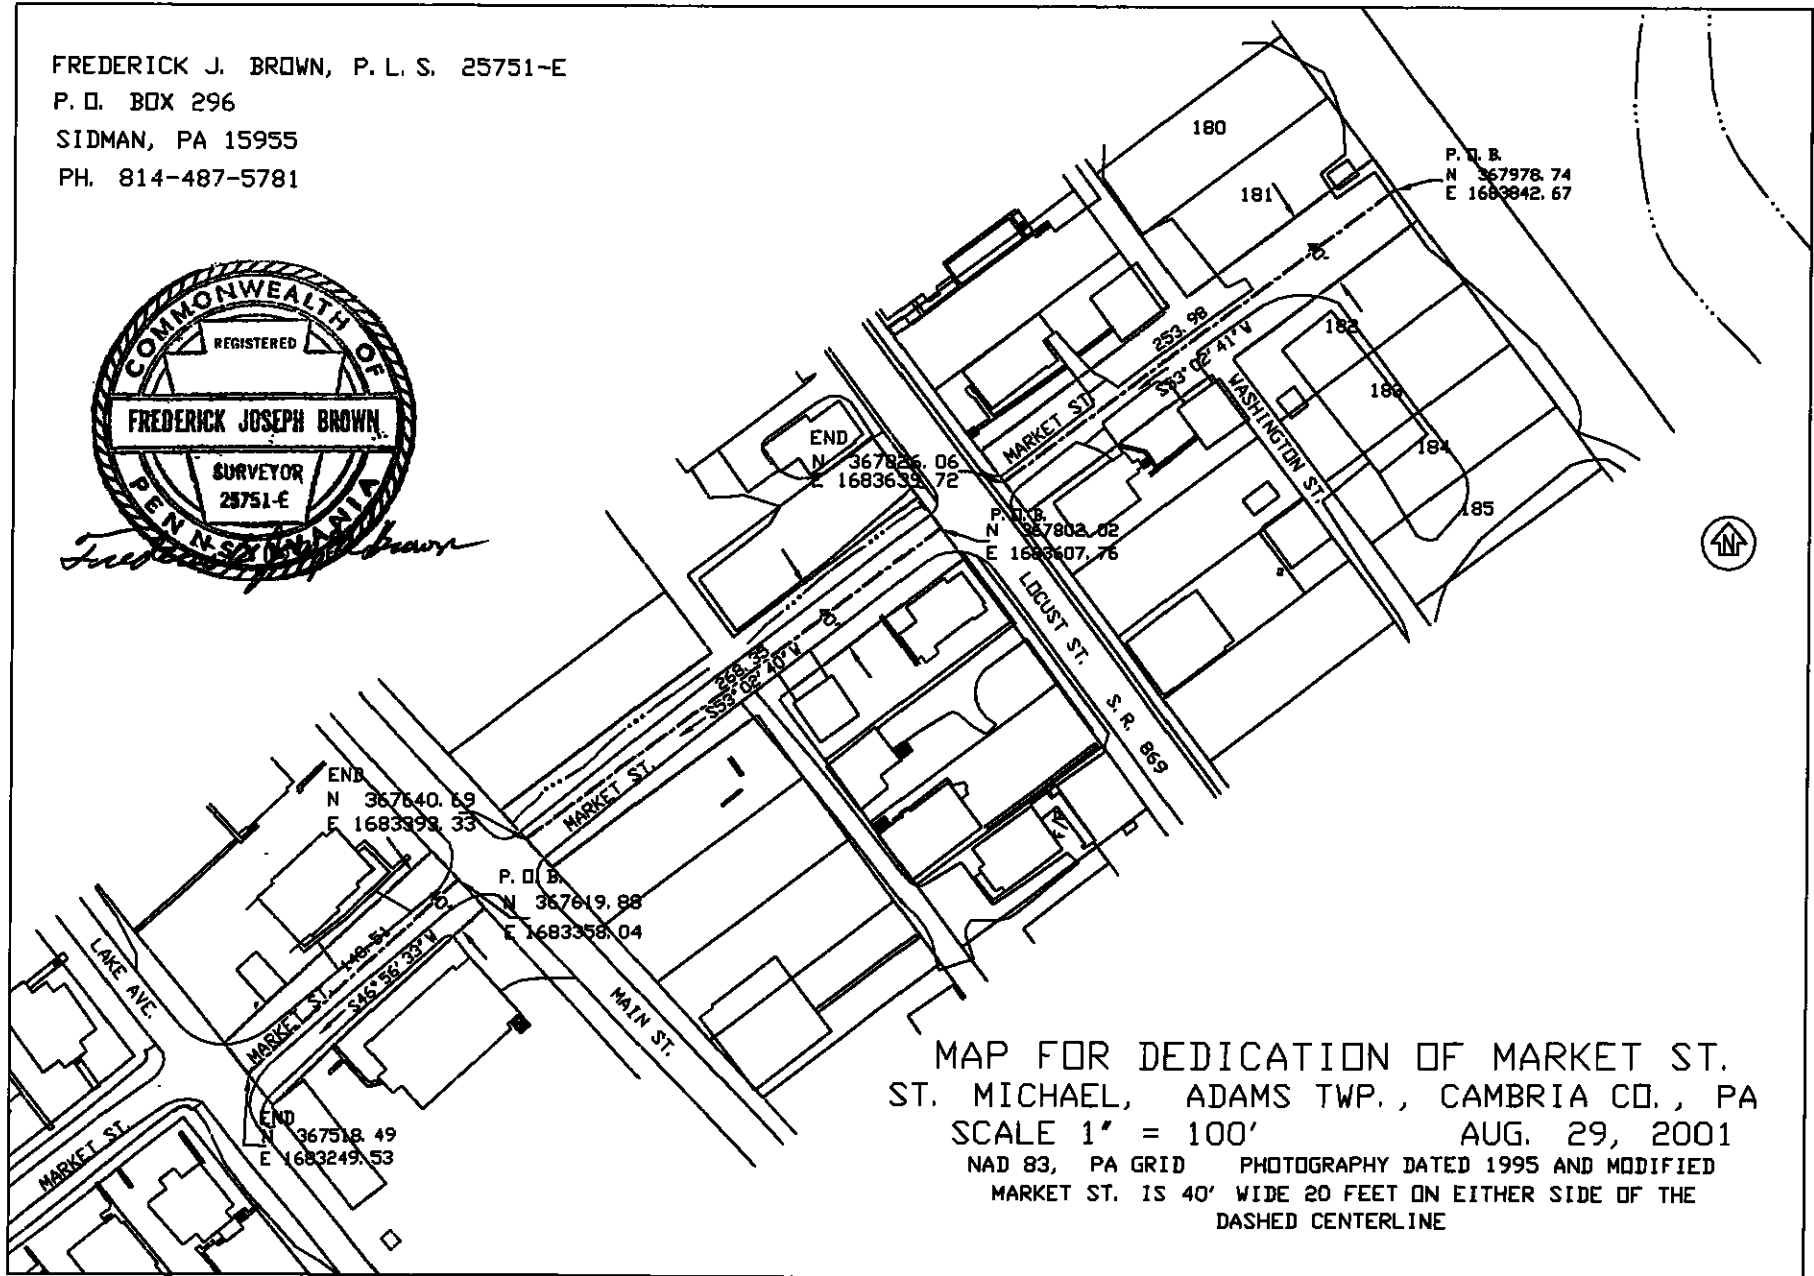 FREDERICK J. BROWN, P. L. S. 25751-E
P. O. BOX 296
SIDMAN, PA 15955
PH. 814-487-5781
COMMONWEALTH OF
REGISTERED
FREDERICK JOSEPH BROWN
SURVEYOR
25751-E
PENNSYLVANIA
180
181
P. O. B.
N 367978. 74
E 1683842. 67
40'
182
183
184
185
253. 98
S53° 02' 41" W
MARKET ST.
WASHINGTON ST.
END
N 367826. 06
E 1683639. 72
P. O. B.
N 367802. 02
E 1683607. 76
LOCUST ST.
S. R. 869
40'
268. 35
S53° 02' 40" W
MARKET ST.
END
N 367640. 69
E 1683393. 33
P. O. B.
N 367619. 88
E 1683358. 04
40'
148. 51
S46° 56' 33" W
MARKET ST.
MAIN ST.
LAKE AVE.
END
N 367518. 49
E 1683249. 53
MARKET ST.
MAP FOR DEDICATION OF MARKET ST.
ST. MICHAEL, ADAMS TWP. , CAMBRIA CO. , PA
SCALE 1" = 100' AUG. 29, 2001
NAD 83, PA GRID PHOTOGRAPHY DATED 1995 AND MODIFIED
MARKET ST. IS 40' WIDE 20 FEET ON EITHER SIDE OF THE
DASHED CENTERLINE